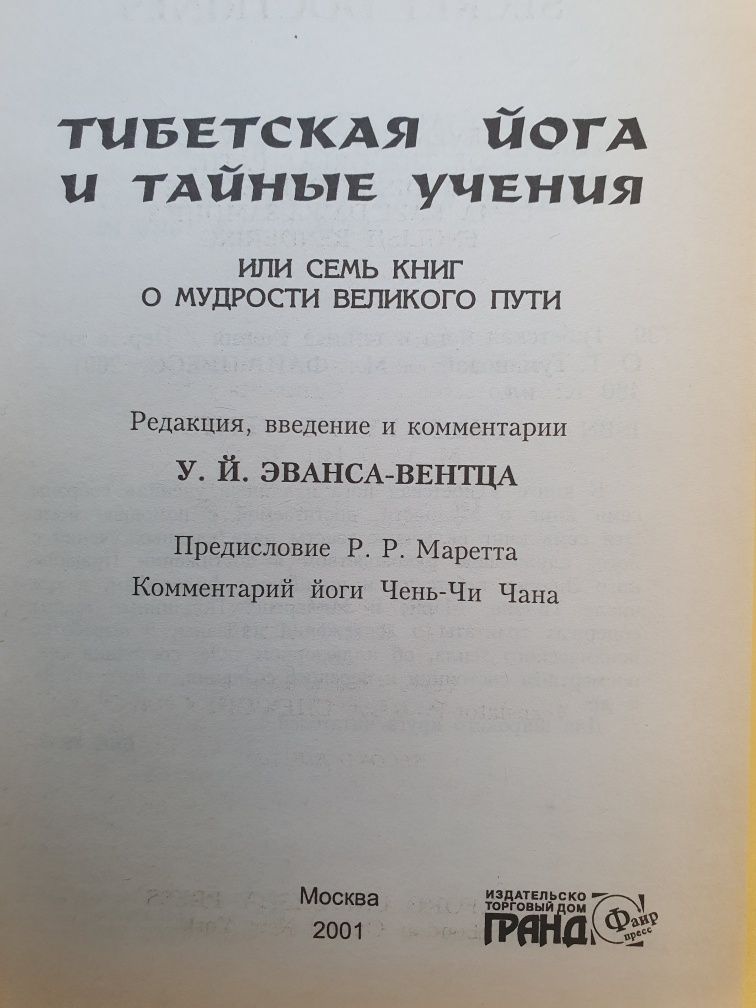 ТИБЕТСКАЯ ЙОГА
И ТАЙНЫЕ УЧЕНИЯ
ИЛИ СЕМЬ КНИГ
О МУДРОСТИ ВЕЛИКОГО ПУТИ
Редакция, введение и комментарии
У. Й. ЭВАНСА-ВЕНТЦА
Предисловие Р. Р. Маретта
Комментарий йоги Чень-Чи Чана
Москва
2001
ИЗДАТЕЛЬСКО
ТОРГОВЫЙ ДОМ
ГРАНД
Фаир
пресс